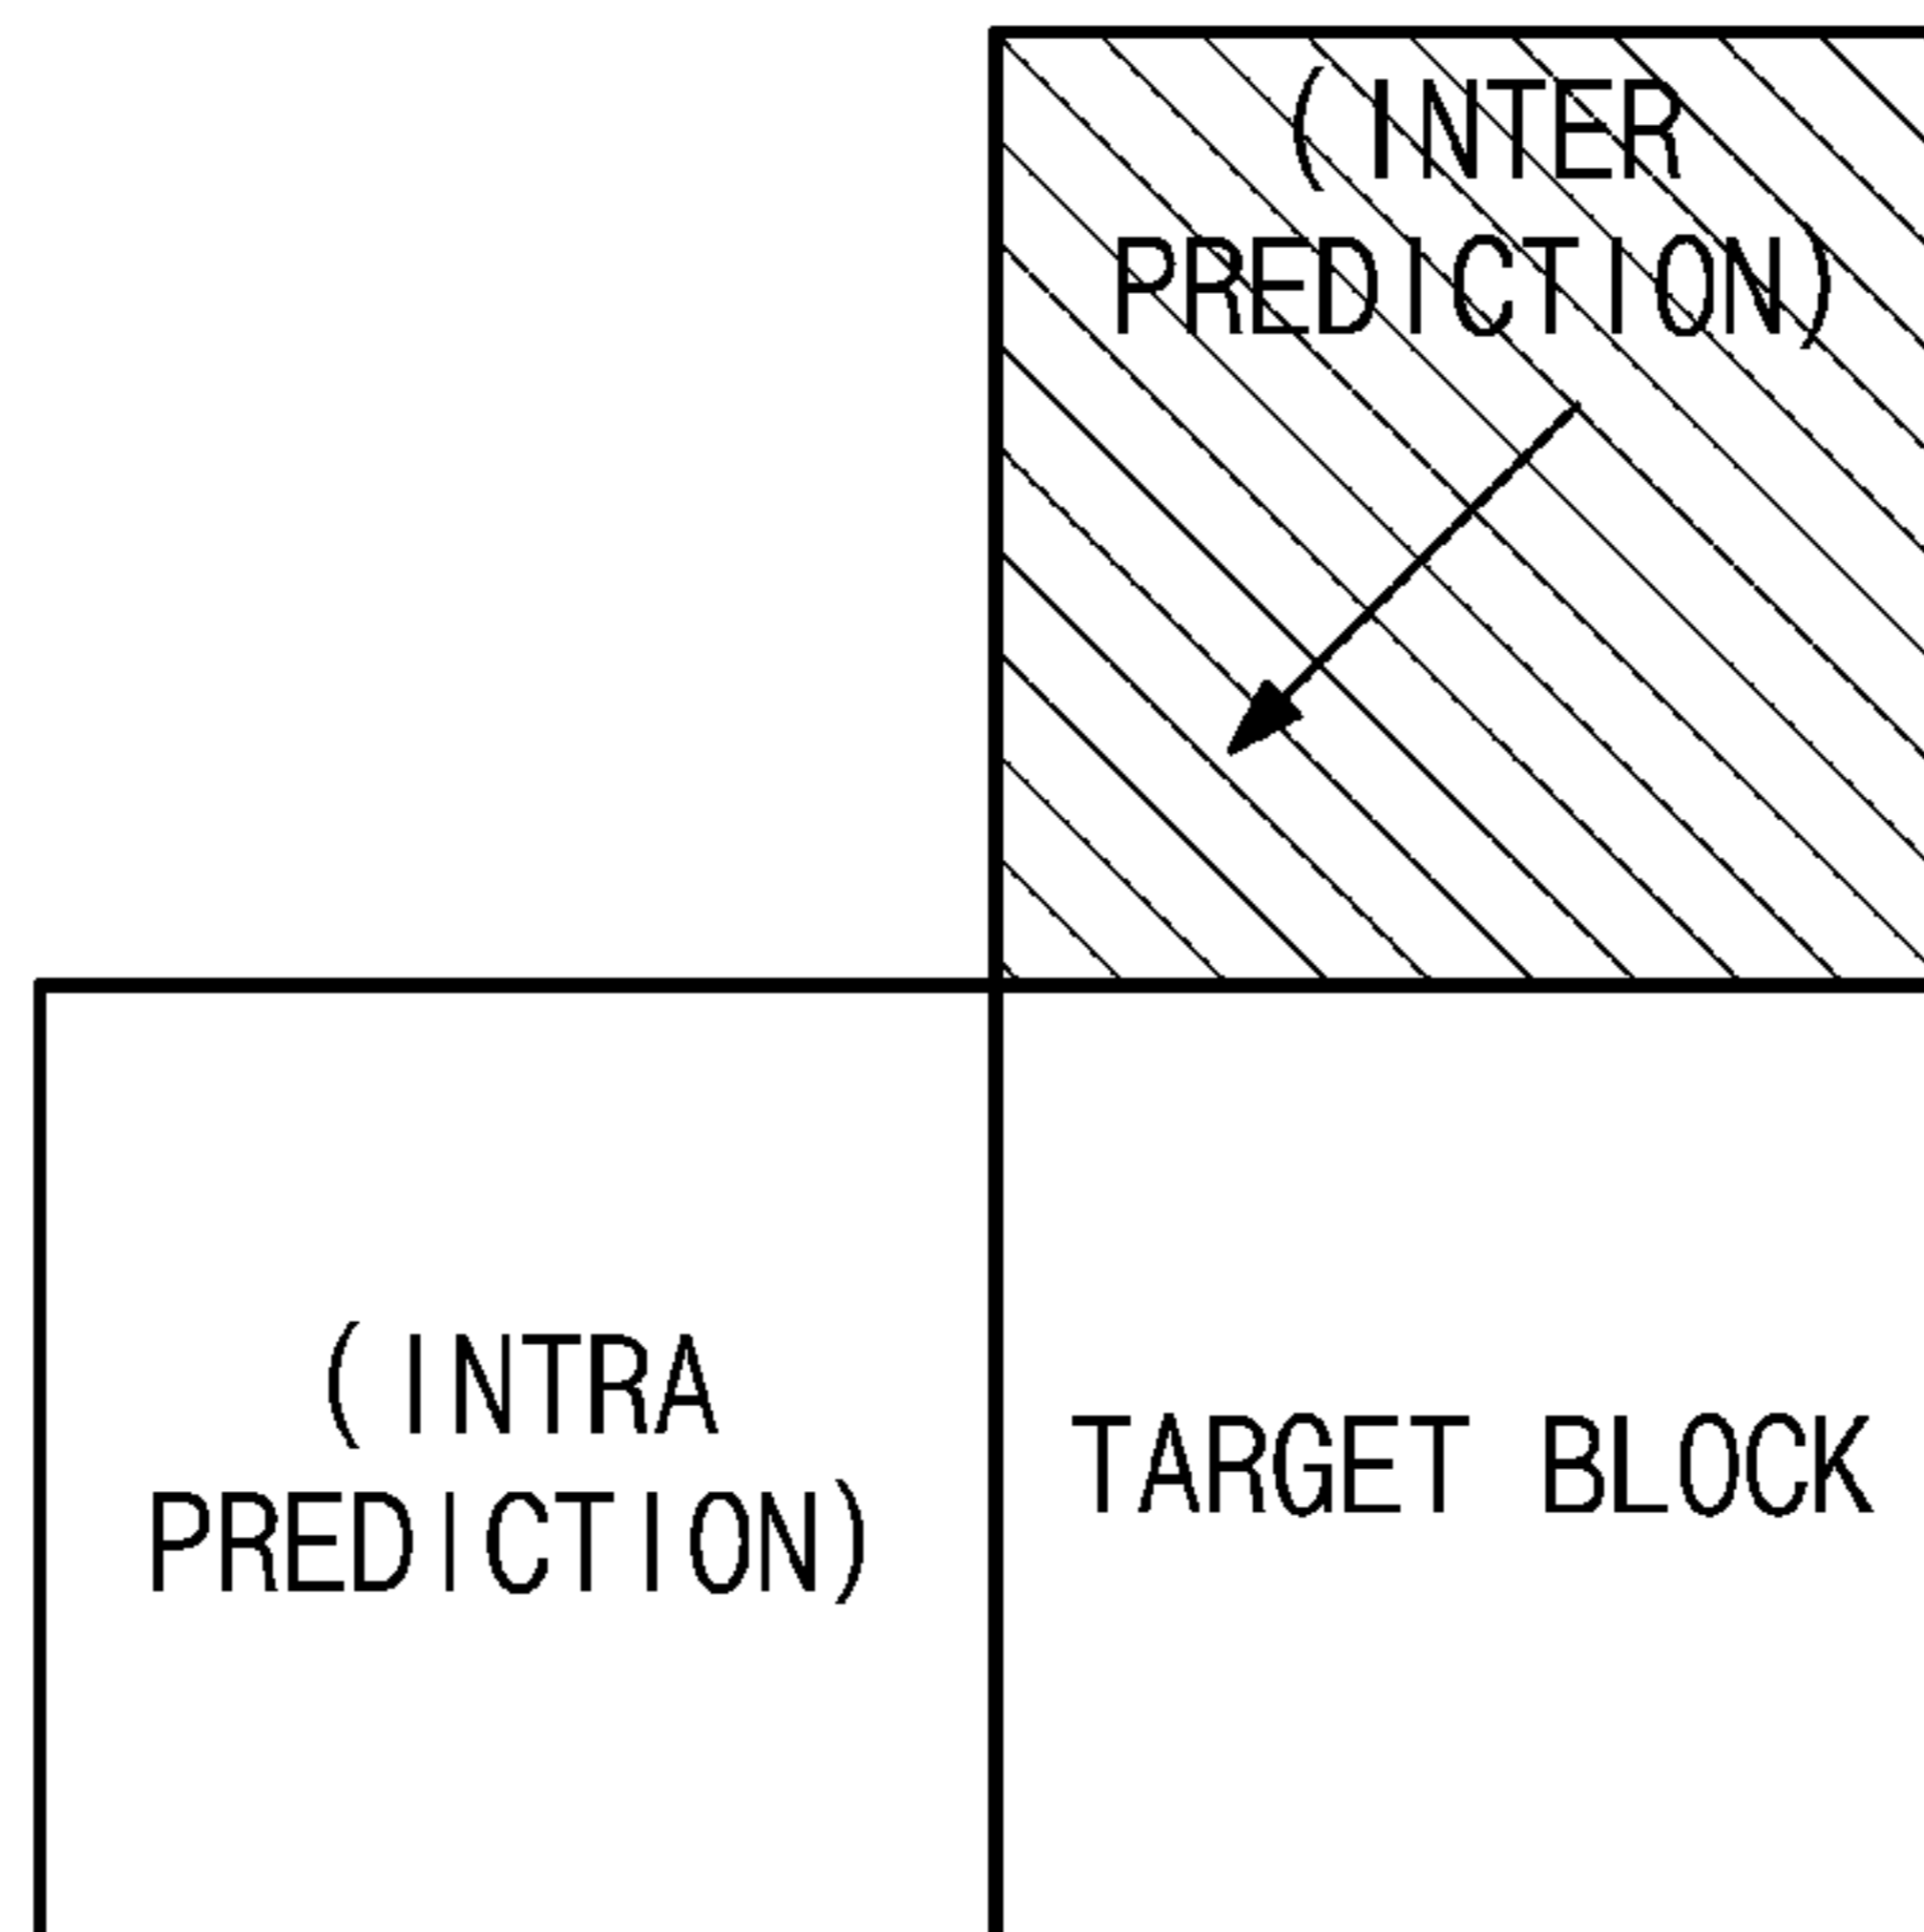 (INTER
PREDICTION)
(INTRA
PREDICTION)
TARGET BLOCK